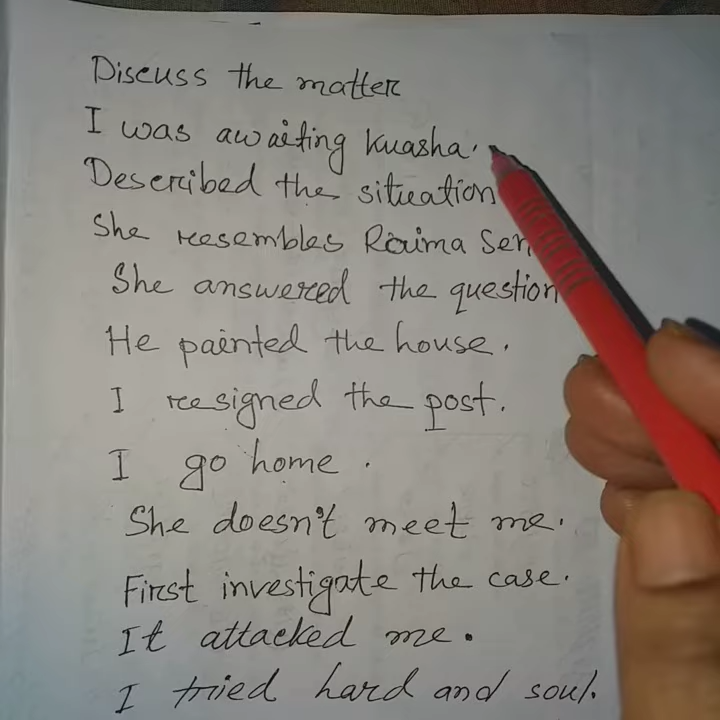 Discuss the matter
I was awaiting Kuasha.
Described the situation
She resembles Raima Sen
She answered the question
He painted the house.
I resigned the post.
I go home.
She doesn't meet me.
First investigate the case.
It attacked me.
I tried hard and soul.